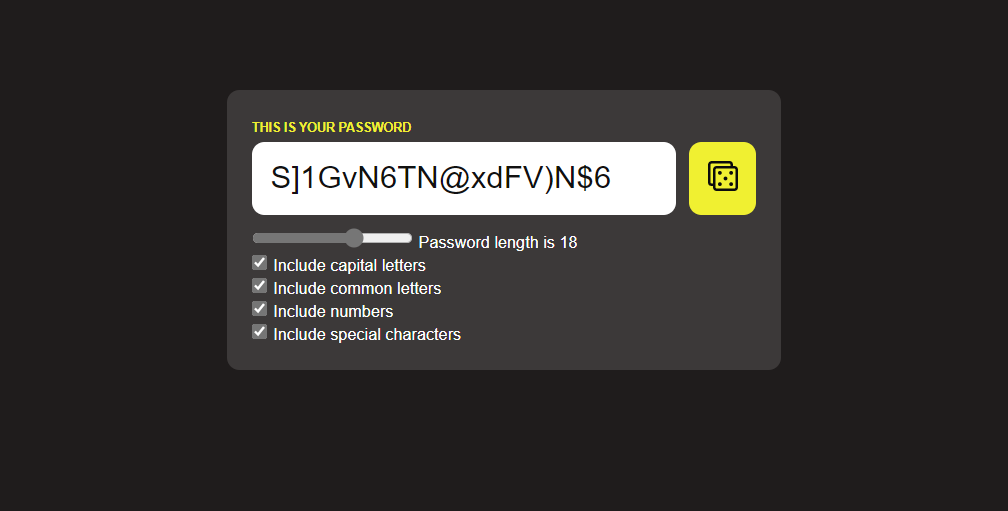 THIS IS YOUR PASSWORD
S]1GvN6TN@xdFV)N$6
Password length is 18
Include capital letters
Include common letters
Include numbers
Include special characters